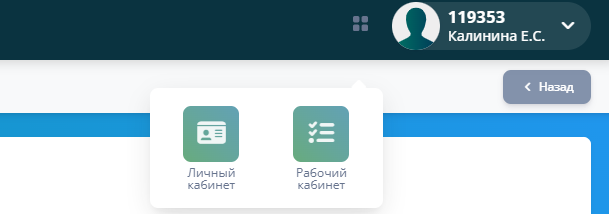 119353
Калинина Е.С.
Назад
Личный
кабинет
Рабочий
кабинет